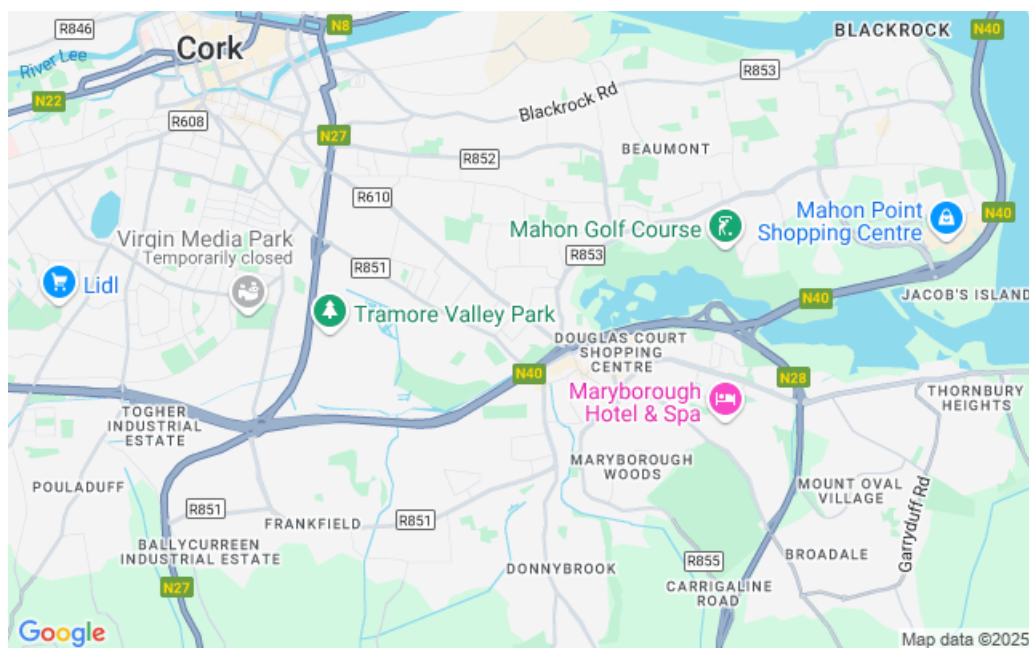 R846
N8
BLACKROCK
N40
Cork
River Lee
R853
N22
Blackrock Rd
R608
N27
BEAUMONT
R852
R610
Mahon Point
Shopping Centre
N40
Mahon Golf Course
Virgin Media Park
Temporarily closed
R853
R851
Lidl
N40
JACOB'S ISLAND
Tramore Valley Park
DOUGLAS COURT
SHOPPING
CENTRE
N40
N28
Maryborough
Hotel & Spa
THORNBURY
HEIGHTS
TOGHER
INDUSTRIAL
ESTATE
MARYBOROUGH
WOODS
POULADUFF
MOUNT OVAL
VILLAGE
Garryduff Rd
R851
FRANKFIELD
R851
BALLYCURREEN
INDUSTRIAL ESTATE
BROADALE
R855
DONNYBROOK
N27
CARRIGALINE
ROAD
Google
Map data ©2025